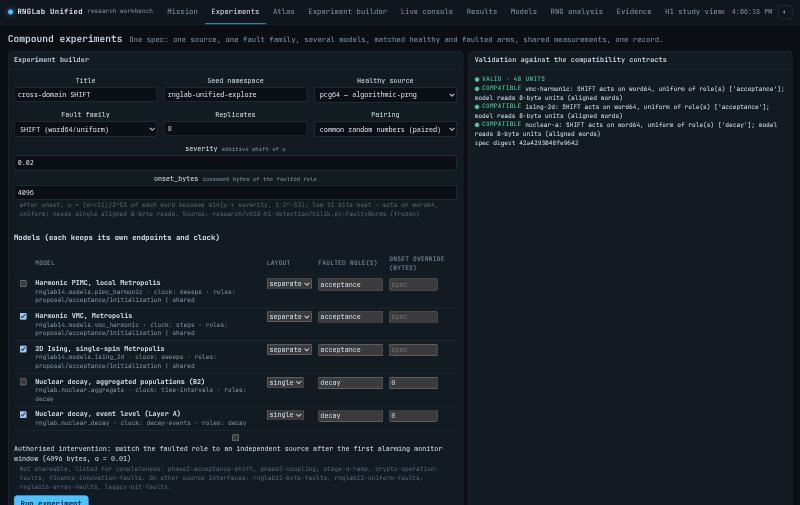 RNGLab Unified research workbench Mission Experiments Atlas Experiment builder Live console Results Models RNG analysis Evidence H1 study view 4:06:18 PM
Compound experiments One spec: one source, one fault family, several models, matched healthy and faulted arms, shared measurements, one record.
Experiment builder
Title Seed namespace Healthy source
cross-domain SHIFT rnglab-unified-explore pcg64 — algorithmic-prng
Fault family Replicates Pairing
SHIFT (word64/uniform) 8 common random numbers (paired)
severity additive shift of u
0.02
onset_bytes consumed bytes of the faulted role
4096
after onset, u = (w>>11)/2^53 of each word becomes min(u + severity, 1-2^-53); low 11 bits kept — acts on word64,
uniform; needs single aligned 8-byte reads. Source: research/v018-h1-detection/h1lib.py:FaultyWords (frozen)
Models (each keeps its own endpoints and clock)
MODEL LAYOUT FAULTED ROLE(S) ONSET OVERRIDE
(BYTES)
Harmonic PIMC, local Metropolis separate acceptance spec
rnglab14.models.pimc_harmonic · clock: sweeps · roles:
proposal/acceptance/initialization | shared
Harmonic VMC, Metropolis separate acceptance spec
rnglab14.models.vmc_harmonic · clock: steps · roles:
proposal/acceptance/initialization | shared
2D Ising, single-spin Metropolis separate acceptance spec
rnglab14.models.ising_2d · clock: sweeps · roles:
proposal/acceptance/initialization | shared
Nuclear decay, aggregated populations (B2) single decay 0
rnglab.nuclear.aggregate · clock: time-intervals · roles:
decay
Nuclear decay, event level (Layer A) single decay 0
rnglab.nuclear.decay · clock: decay-events · roles: decay
Authorised intervention: switch the faulted role to an independent source after the first alarming monitor
window (4096 bytes, α = 0.01)
Not shareable, listed for completeness: phase2-acceptance-shift, phase2-coupling, stage-d-ramp, crypto-operation-
faults, finance-innovation-faults. On other source interfaces: rnglab11-byte-faults, rnglab12-uniform-faults,
rnglab16-array-faults, legacy-bit-faults.
Run experiment
Validation against the compatibility contracts
VALID · 48 UNITS
COMPATIBLE vmc-harmonic: SHIFT acts on word64, uniform of role(s) ['acceptance'];
model reads 8-byte units (aligned words)
COMPATIBLE ising-2d: SHIFT acts on word64, uniform of role(s) ['acceptance'];
model reads 8-byte units (aligned words)
COMPATIBLE nuclear-a: SHIFT acts on word64, uniform of role(s) ['decay']; model
reads 8-byte units (aligned words)
spec digest 42a4293048fe9642